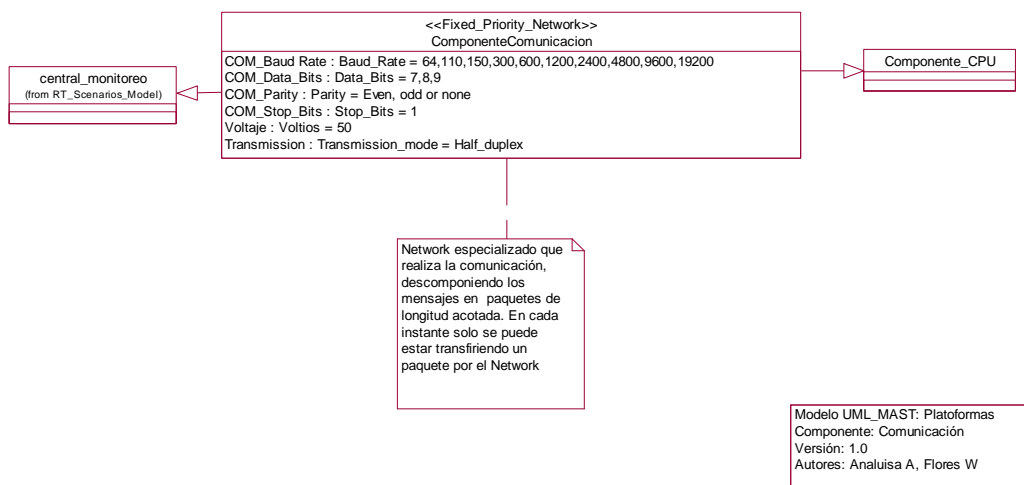 <<Fixed_Priority_Network>>
ComponenteComunicacion
COM_Baud Rate : Baud_Rate = 64,110,150,300,600,1200,2400,4800,9600,19200
COM_Data_Bits : Data_Bits = 7,8,9
COM_Parity : Parity = Even, odd or none
COM_Stop_Bits : Stop_Bits = 1
Voltaje : Voltios = 50
Transmission : Transmission_mode = Half_duplex
central_monitoreo
(from RT_Scenarios_Model)
Componente_CPU
Network especializado que
realiza la comunicación,
descomponiendo los
mensajes en paquetes de
longitud acotada. En cada
instante solo se puede
estar transfiriendo un
paquete por el Network
Modelo UML_MAST: Platoformas
Componente: Comunicación
Versión: 1.0
Autores: Analuisa A, Flores W